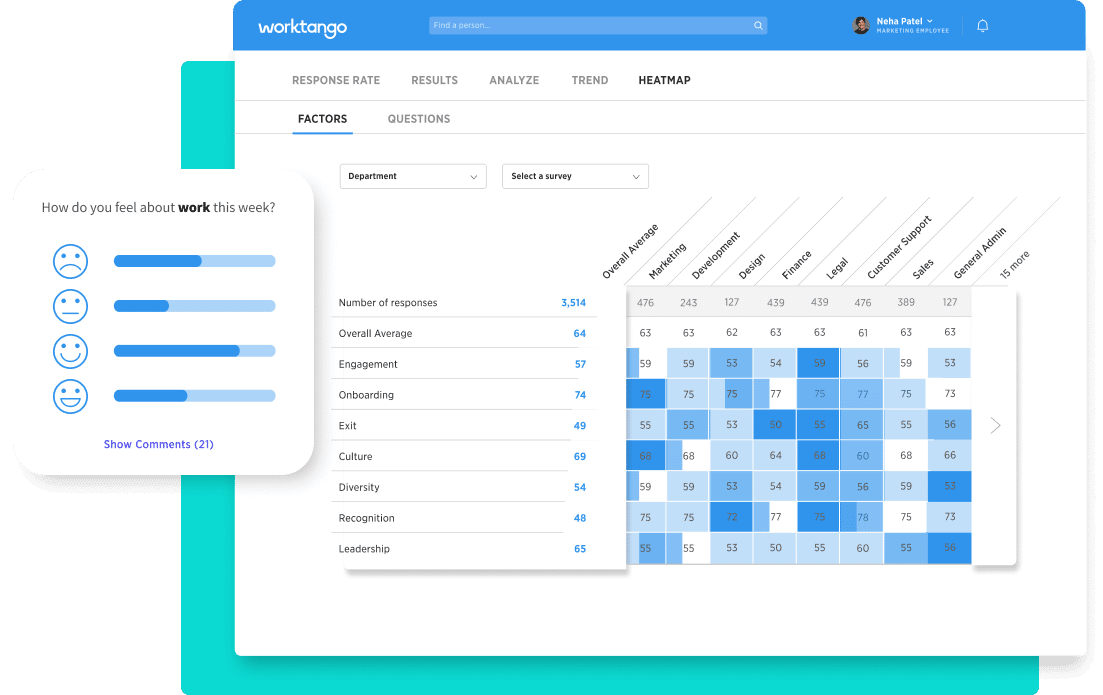 worktango
Find a person...
Neha Patel
MARKETING EMPLOYEE
RESPONSE RATE RESULTS ANALYZE TREND HEATMAP
FACTORS QUESTIONS
Department Select a survey
How do you feel about work this week?
Show Comments (21)
Overall Average Marketing Development Design Finance Legal Customer Support Sales General Admin 15 more
Number of responses 3,514 476 243 127 439 439 476 389 127
Overall Average 64 63 63 62 63 63 61 63 63
Engagement 57 59 59 53 54 59 56 59 53
Onboarding 74 75 75 75 77 75 77 75 73
Exit 49 55 55 53 50 55 65 55 56
Culture 69 68 68 60 64 68 60 68 66
Diversity 54 59 59 53 54 59 56 59 53
Recognition 48 75 75 72 77 75 78 75 73
Leadership 65 55 55 53 50 55 60 55 56